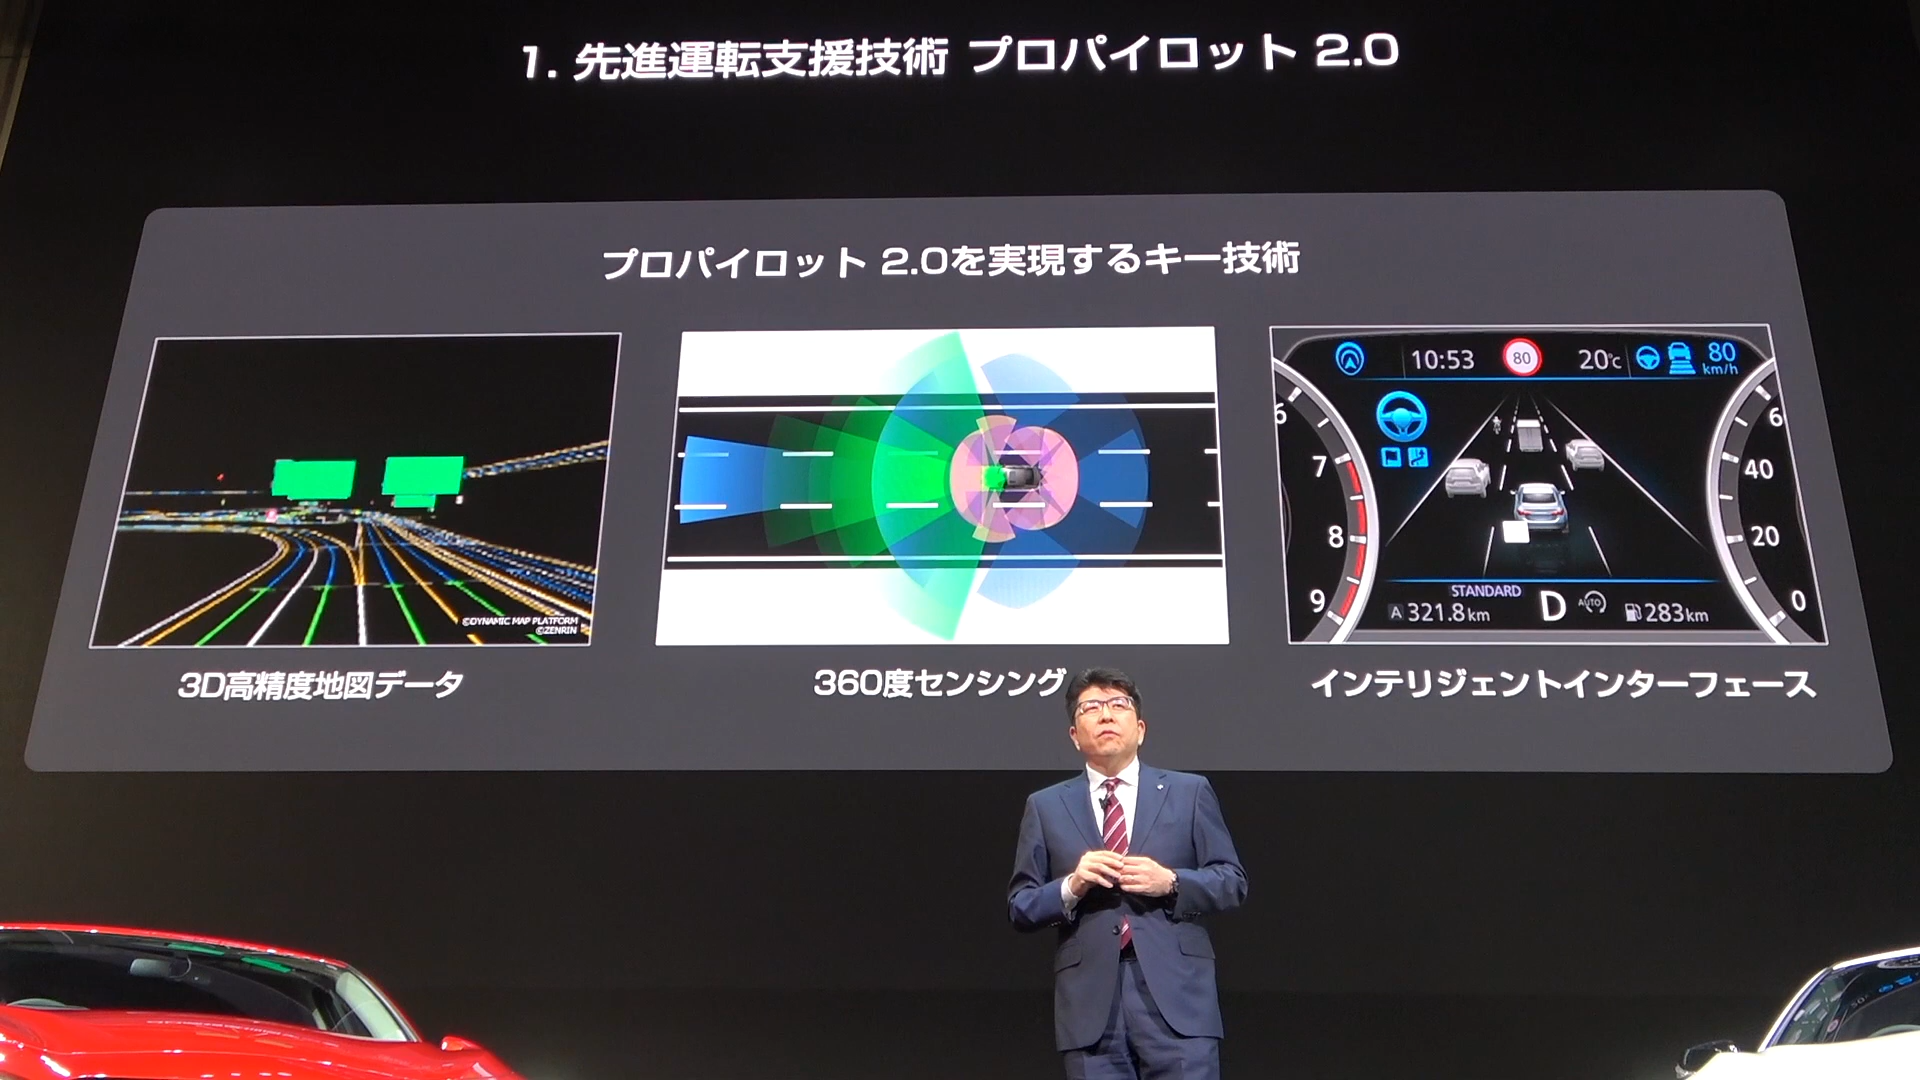 1. 先進運転支援技術 プロパイロット 2.0
プロパイロット 2.0を実現するキー技術
©DYNAMIC MAP PLATFORM
©ZENRIN
3D高精度地図データ
360度センシング
10:53 80 20℃ 80 km/h
6 6
7 40
8 20
9 0
STANDARD
A 321.8km D AUTO 283km
インテリジェントインターフェース